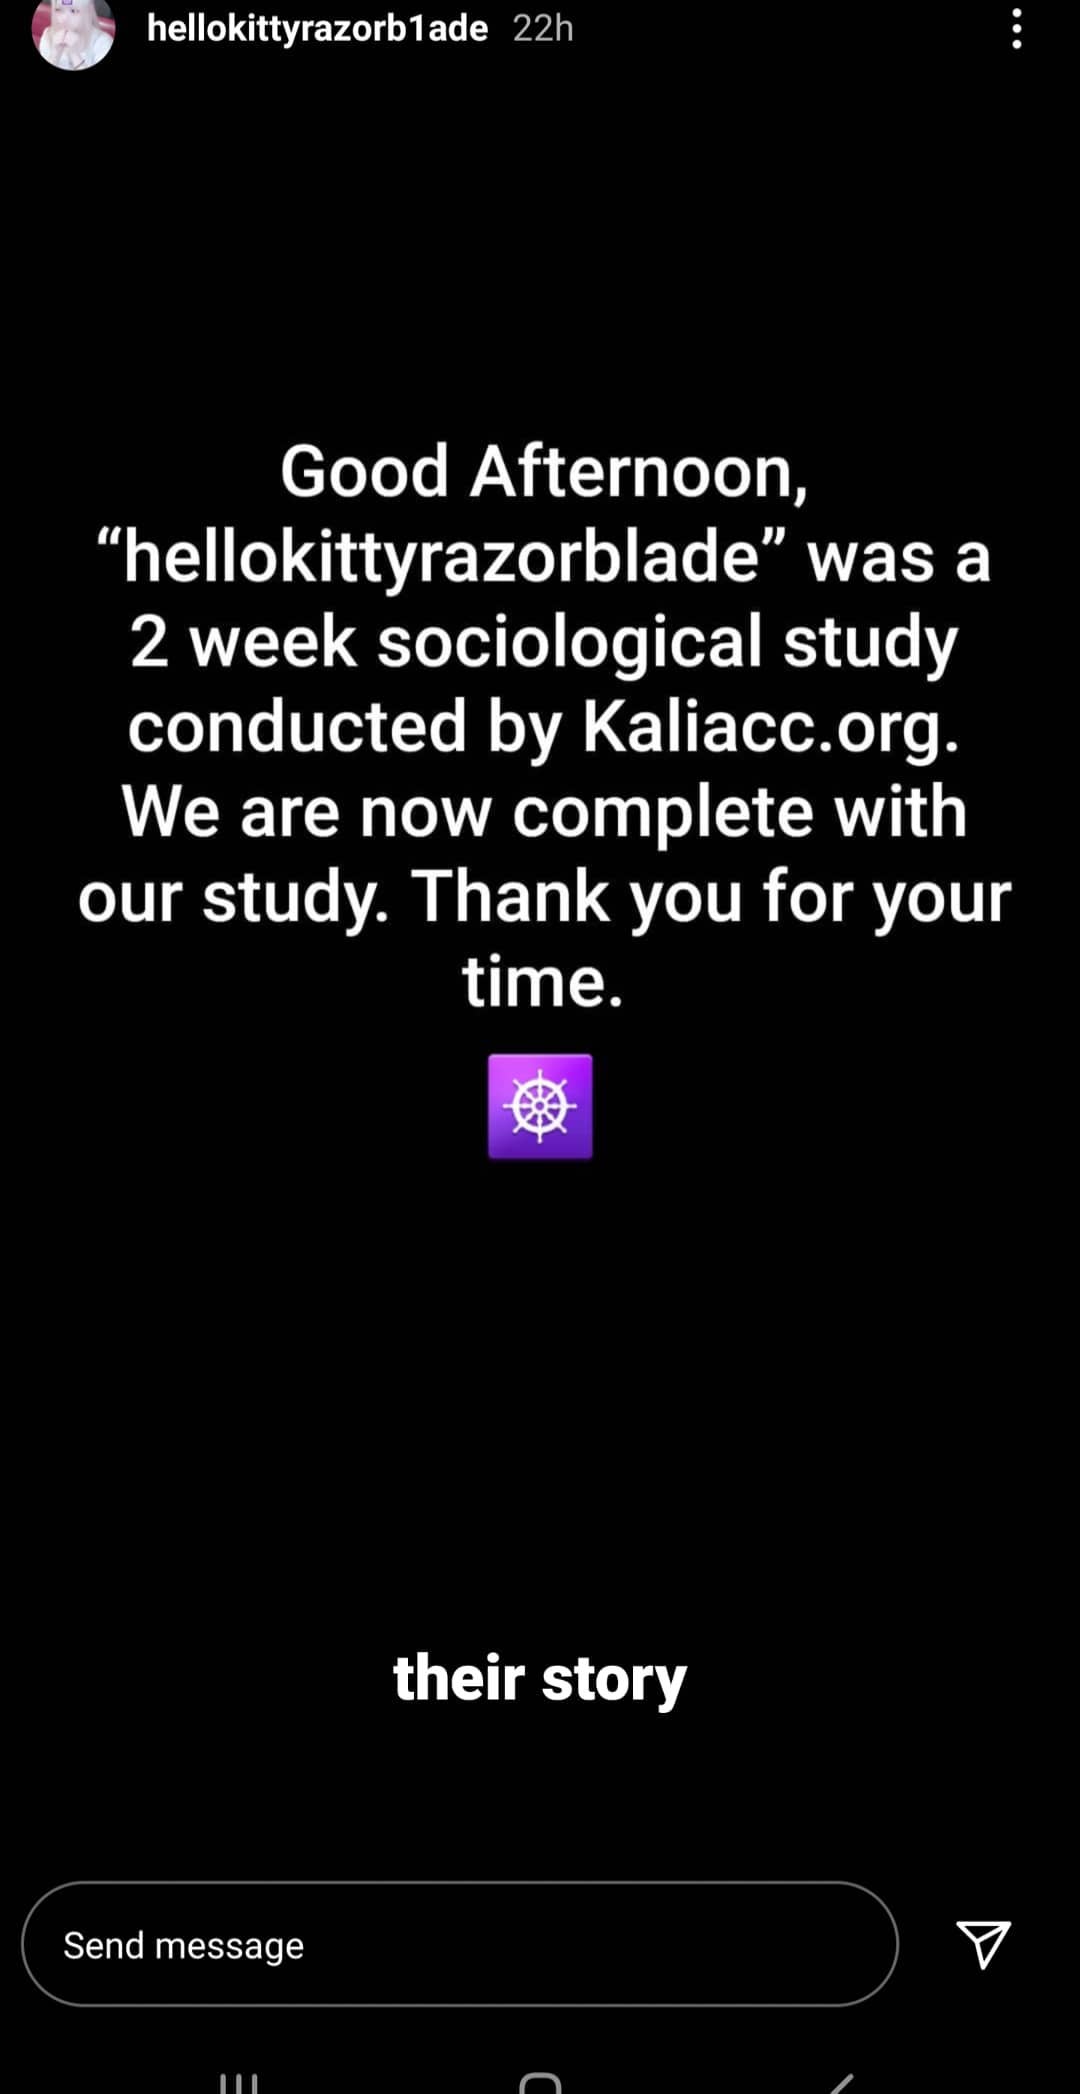 hellokittyrazorb1ade 22h
Good Afternoon,
“hellokittyrazorblade” was a
2 week sociological study
conducted by Kaliacc.org.
We are now complete with
our study. Thank you for your
time.
their story
Send message